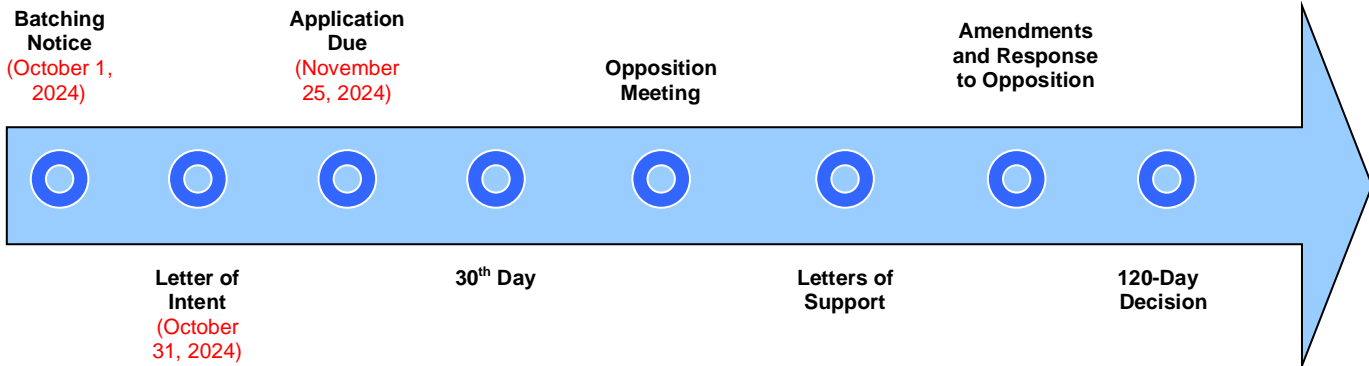 Batching
Notice
(October 1,
2024)
Application
Due
(November
25, 2024)
Opposition
Meeting
Amendments
and Response
to Opposition
Letter of
Intent
(October
31, 2024)
30th Day
Letters of
Support
120-Day
Decision